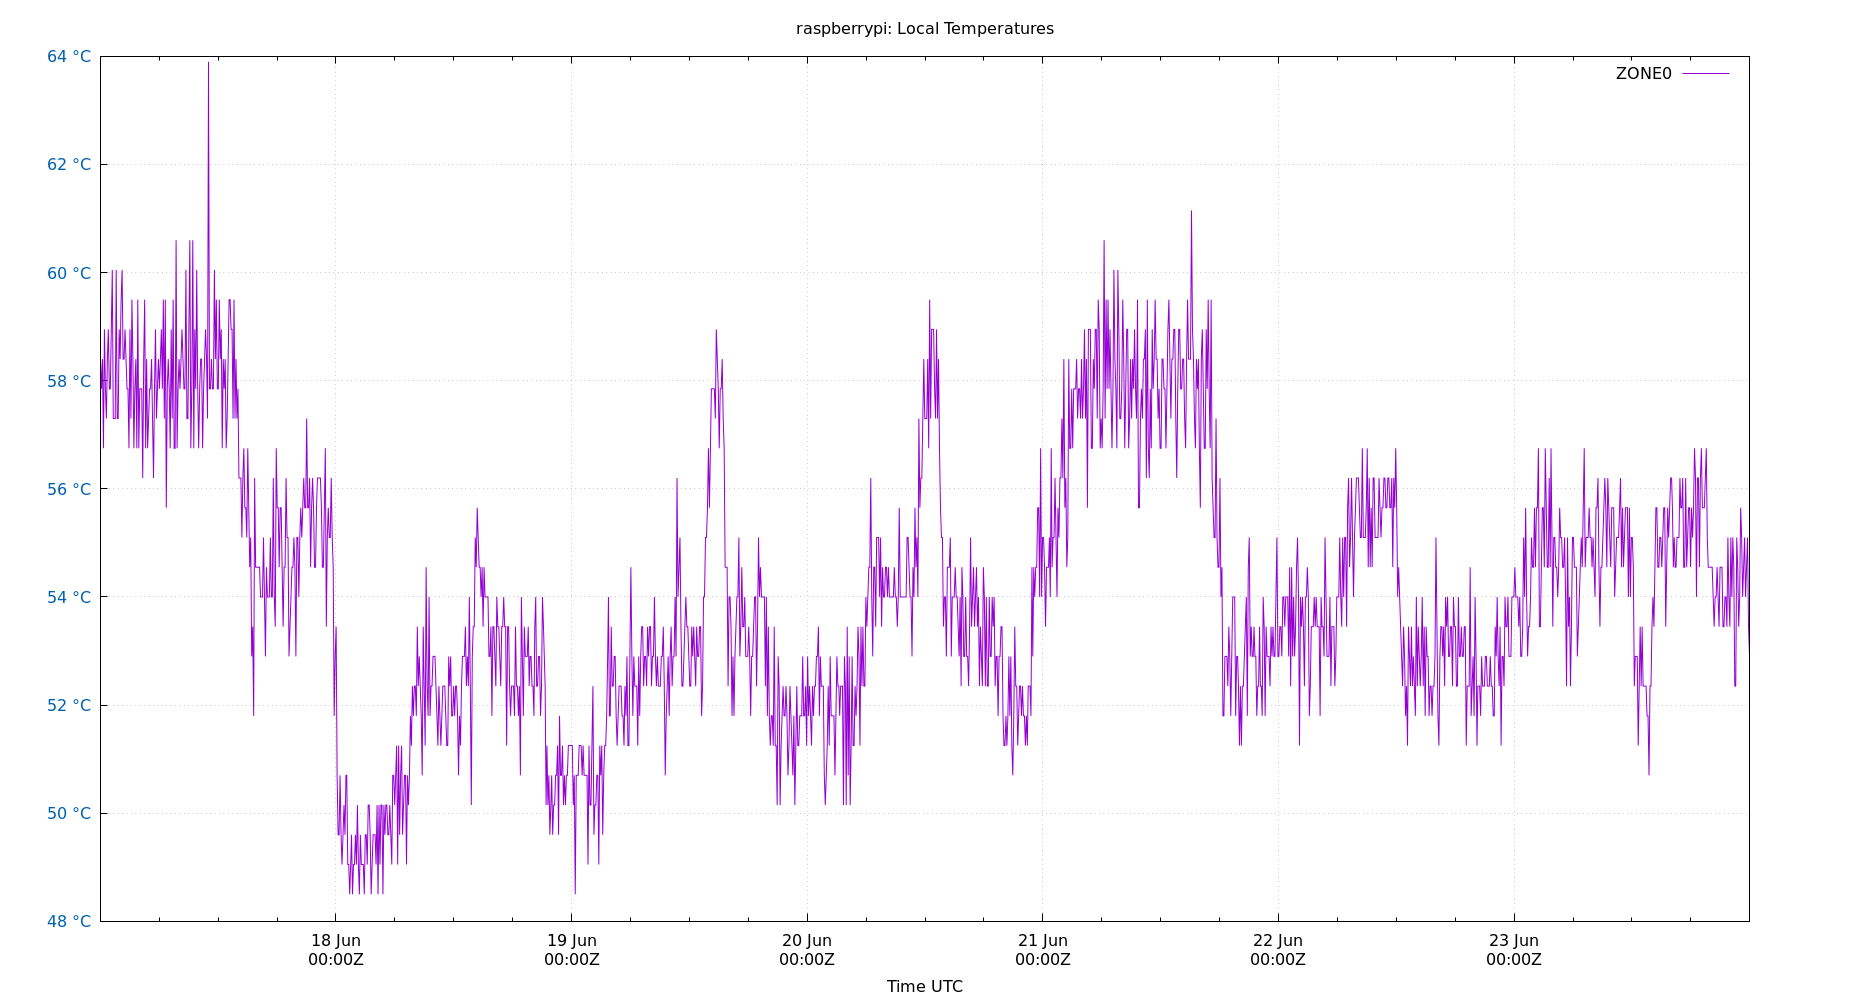 raspberrypi: Local Temperatures
ZONE0
64 °C
62 °C
60 °C
58 °C
56 °C
54 °C
52 °C
50 °C
48 °C
18 Jun 19 Jun 20 Jun 21 Jun 22 Jun 23 Jun
00:00Z 00:00Z 00:00Z 00:00Z 00:00Z 00:00Z
Time UTC